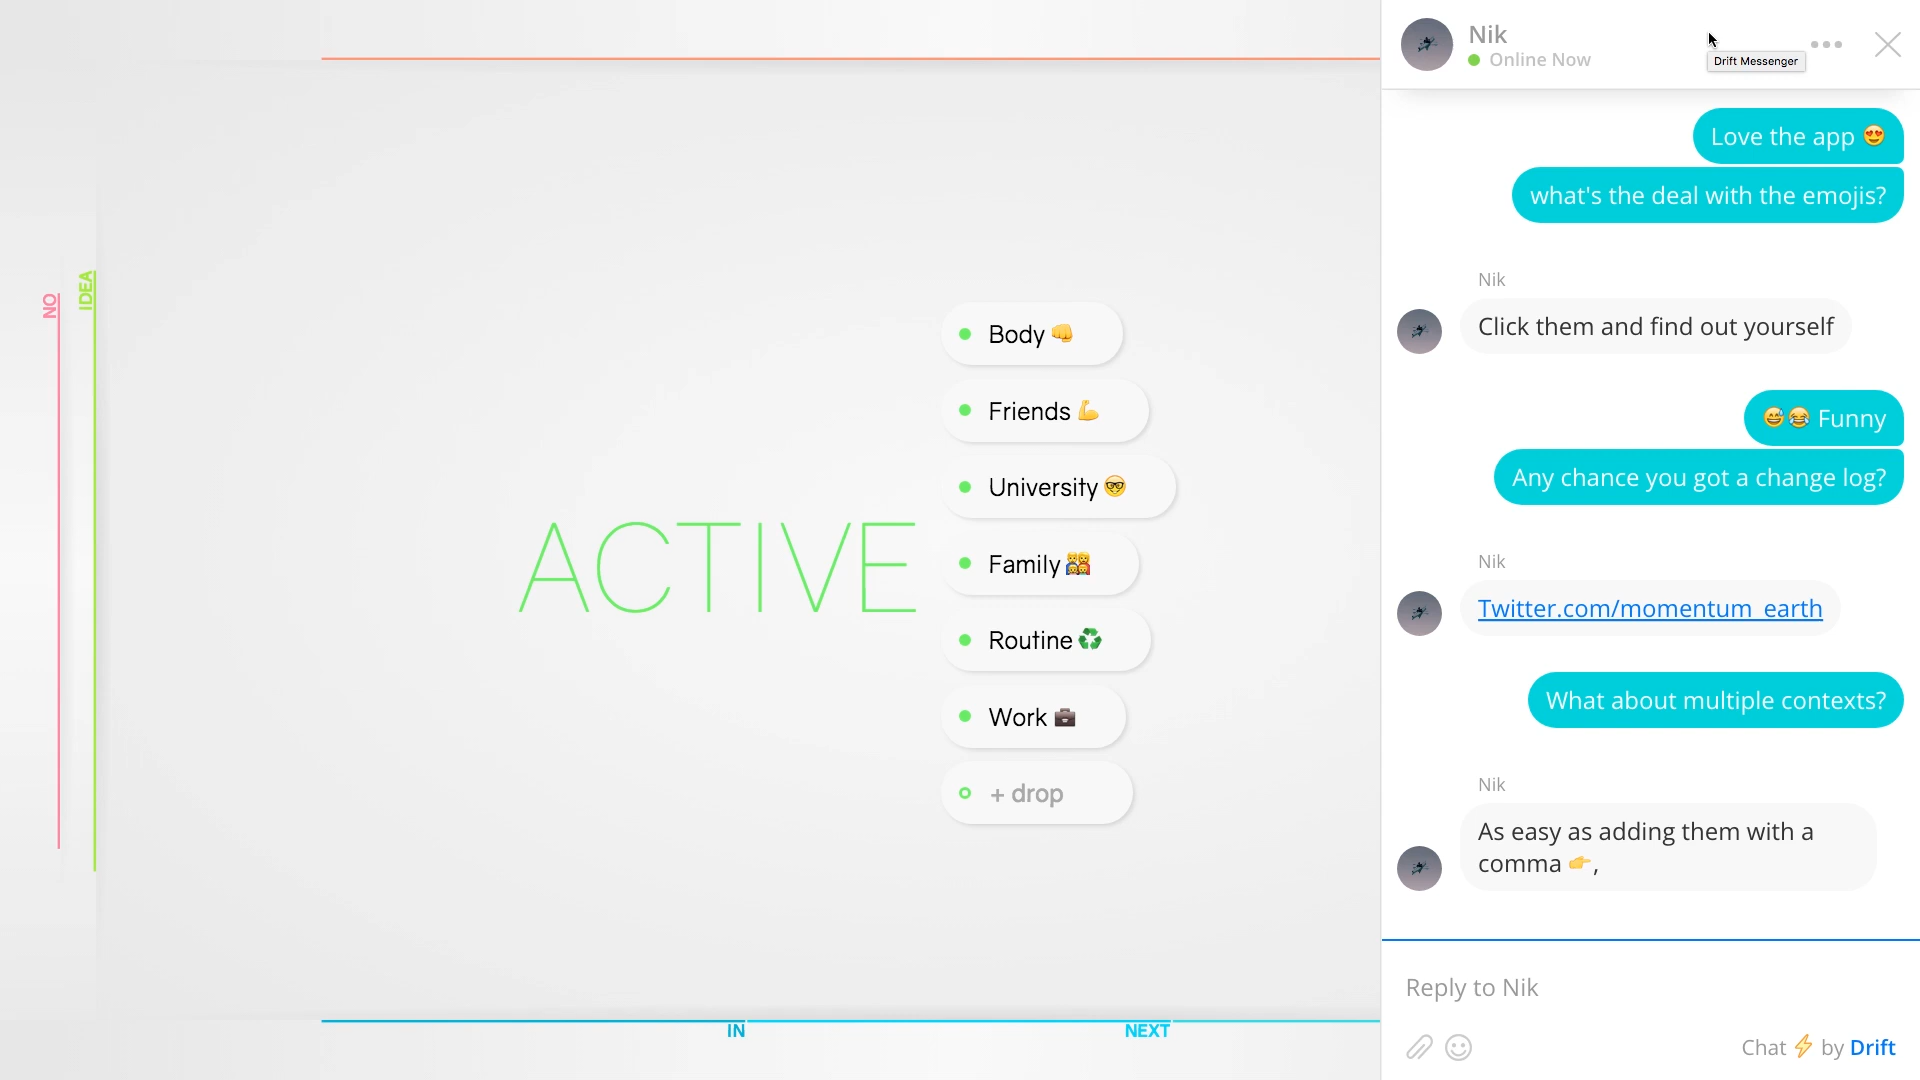 NO
IDEA
ACTIVE
Body 👊
Friends 💪
University 🤓
Family 👨‍👩‍👧‍👦
Routine ♻️
Work 💼
+ drop
IN
NEXT
Nik
Online Now
Drift Messenger
Love the app 😍
what's the deal with the emojis?
Nik
Click them and find out yourself
😅😂 Funny
Any chance you got a change log?
Nik
Twitter.com/momentum_earth
What about multiple contexts?
Nik
As easy as adding them with a
comma 👉,
Reply to Nik
Chat ⚡ by Drift